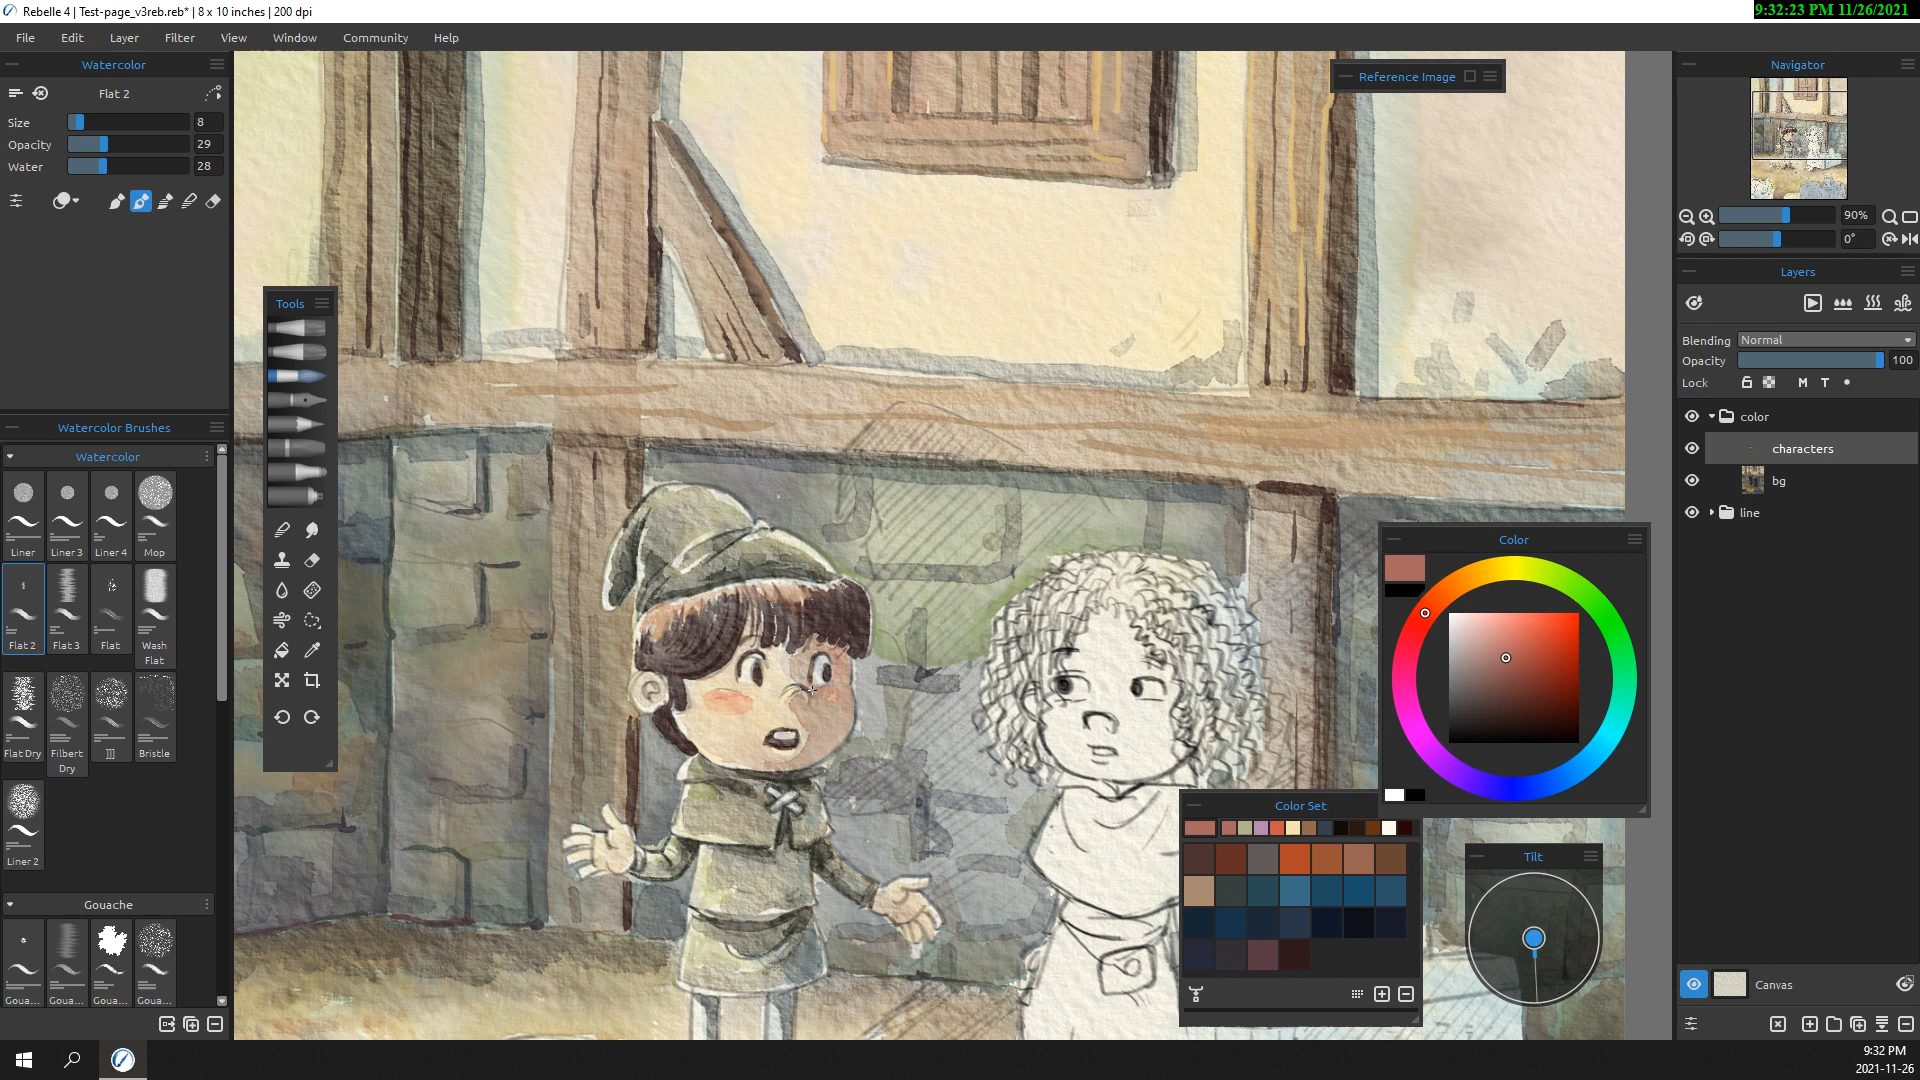 Rebelle 4 | Test-page_v3reb.reb* | 8 x 10 inches | 200 dpi
9:32:23 PM 11/26/2021
File Edit Layer Filter View Window Community Help
Watercolor
Flat 2
Size 8
Opacity 29
Water 28
Tools
Watercolor Brushes
Watercolor
Liner Liner 3 Liner 4 Mop
Flat 2 Flat 3 Flat Wash Flat
Flat Dry Filbert Dry ]]] Bristle
Liner 2
Gouache
Goua... Goua... Goua... Goua...
Reference Image
Navigator
90%
0°
Layers
Blending Normal
Opacity 100
Lock M T
color
characters
bg
line
Color
Color Set
Tilt
Canvas
9:32 PM
2021-11-26